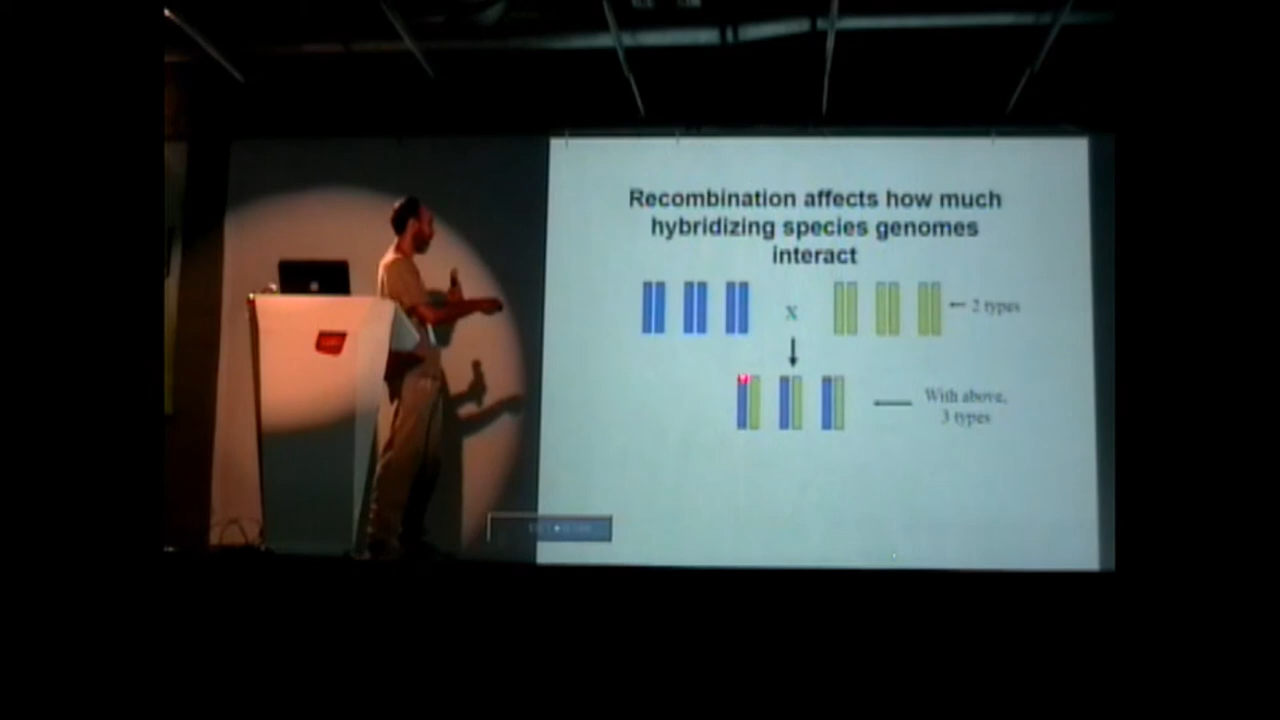 Recombination affects how much
hybridizing species genomes
interact
x
← 2 types
With above,
3 types